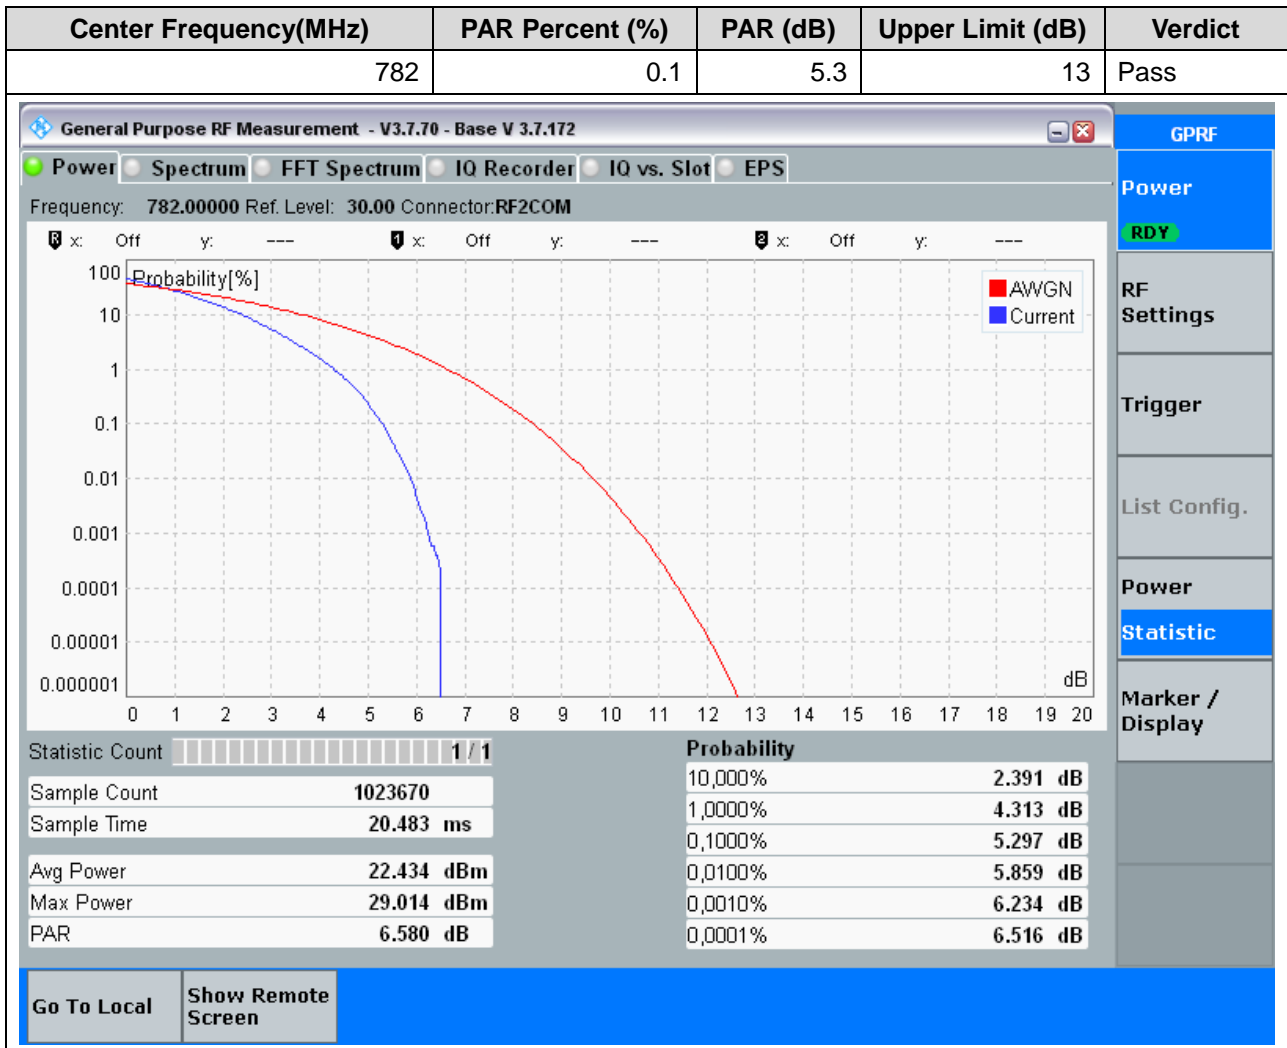 Center Frequency(MHz) PAR Percent (%) PAR (dB) Upper Limit (dB) Verdict
782 0.1 5.3 13 Pass
General Purpose RF Measurement - V3.7.70 - Base V 3.7.172
GPRF
Power Spectrum FFT Spectrum IQ Recorder IQ vs. Slot EPS
Power
RDY
Frequency: 782.00000 Ref. Level: 30.00 Connector:RF2COM
R x: Off y: --- 1 x: Off y: --- 2 x: Off y: ---
Probability[%]
AWGN
Current
100
10
1
0.1
0.01
0.001
0.0001
0.00001
0.000001
dB
0 1 2 3 4 5 6 7 8 9 10 11 12 13 14 15 16 17 18 19 20
RF
Settings
Trigger
List Config.
Power
Statistic
Marker /
Display
Statistic Count 1 / 1
Sample Count 1023670
Sample Time 20.483 ms
Avg Power 22.434 dBm
Max Power 29.014 dBm
PAR 6.580 dB
Probability
10,000% 2.391 dB
1,0000% 4.313 dB
0,1000% 5.297 dB
0,0100% 5.859 dB
0,0010% 6.234 dB
0,0001% 6.516 dB
Go To Local
Show Remote
Screen